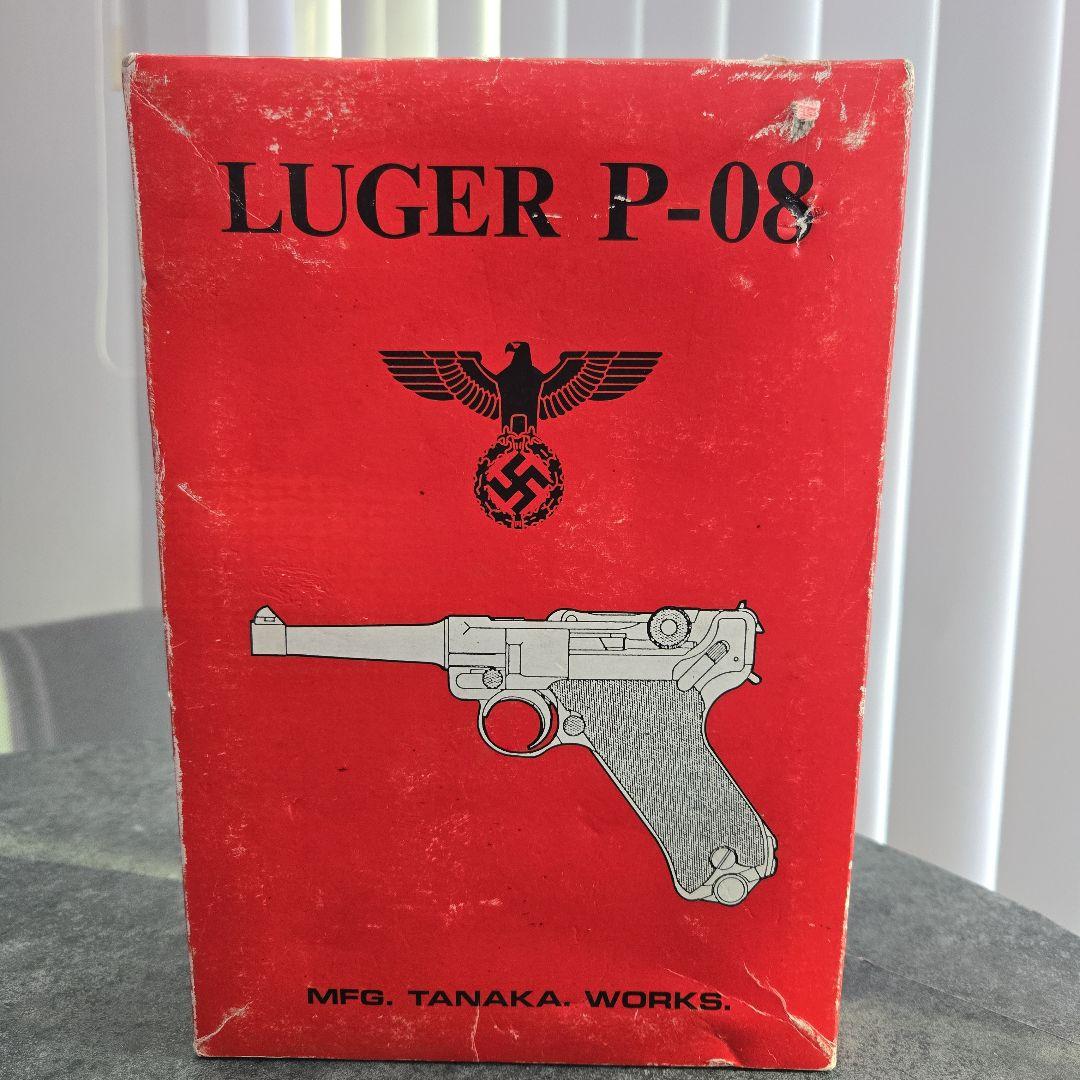 LUGER P-08
MFG. TANAKA. WORKS.